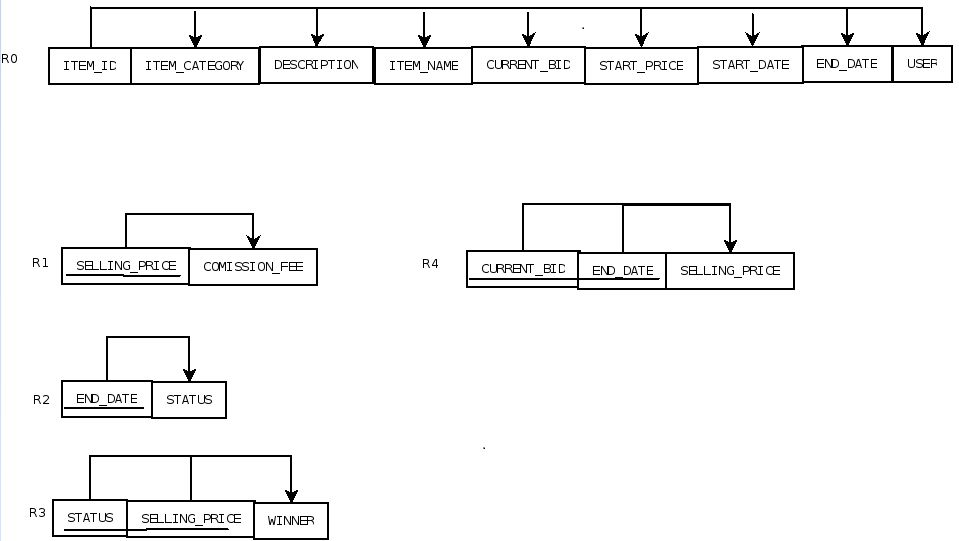 R0 ITEM_ID ITEM_CATEGORY DESCRIPTION ITEM_NAME CURRENT_BID START_PRICE START_DATE END_DATE USER
R1 SELLING_PRICE COMISSION_FEE
R4 CURRENT_BID END_DATE SELLING_PRICE
R2 END_DATE STATUS
R3 STATUS SELLING_PRICE WINNER